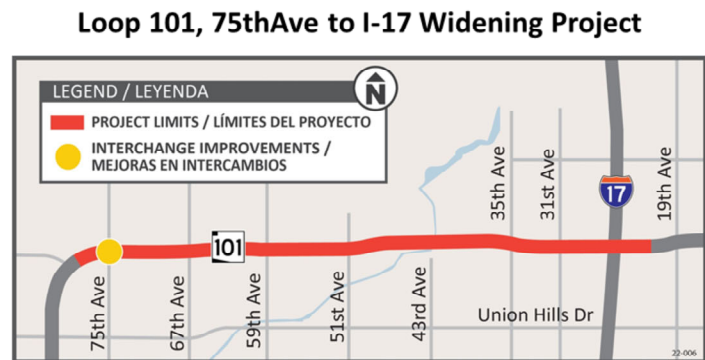 Loop 101, 75thAve to I-17 Widening Project
LEGEND / LEYENDA
N
PROJECT LIMITS / LÍMITES DEL PROYECTO
INTERCHANGE IMPROVEMENTS /
MEJORAS EN INTERCAMBIOS
35th Ave
31st Ave
17
19th Ave
101
75th Ave
67th Ave
59th Ave
51st Ave
43rd Ave
Union Hills Dr
22-006